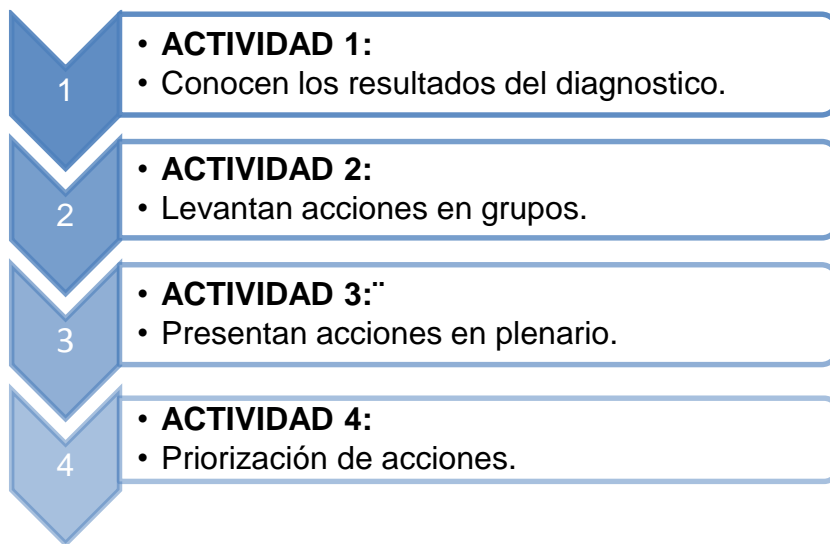 1
• ACTIVIDAD 1:
• Conocen los resultados del diagnostico.
2
• ACTIVIDAD 2:
• Levantan acciones en grupos.
3
• ACTIVIDAD 3:¨
• Presentan acciones en plenario.
4
• ACTIVIDAD 4:
• Priorización de acciones.